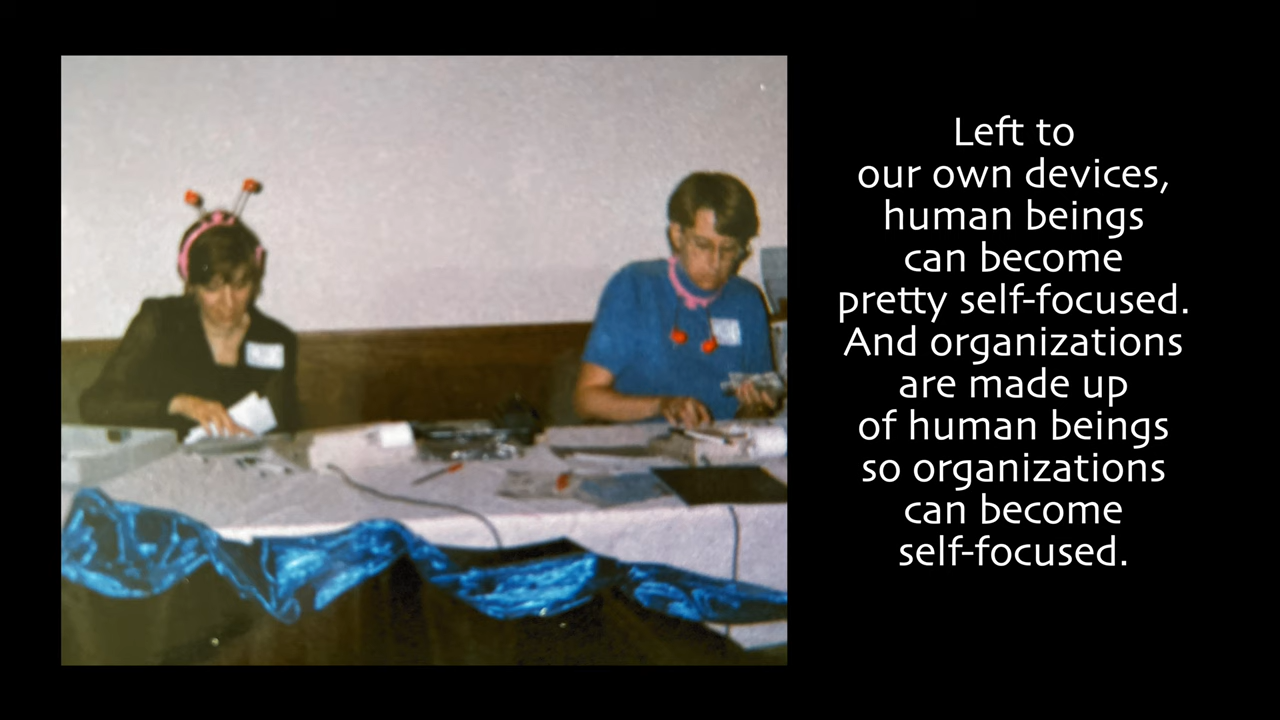 Left to
our own devices,
human beings
can become
pretty self-focused.
And organizations
are made up
of human beings
so organizations
can become
self-focused.